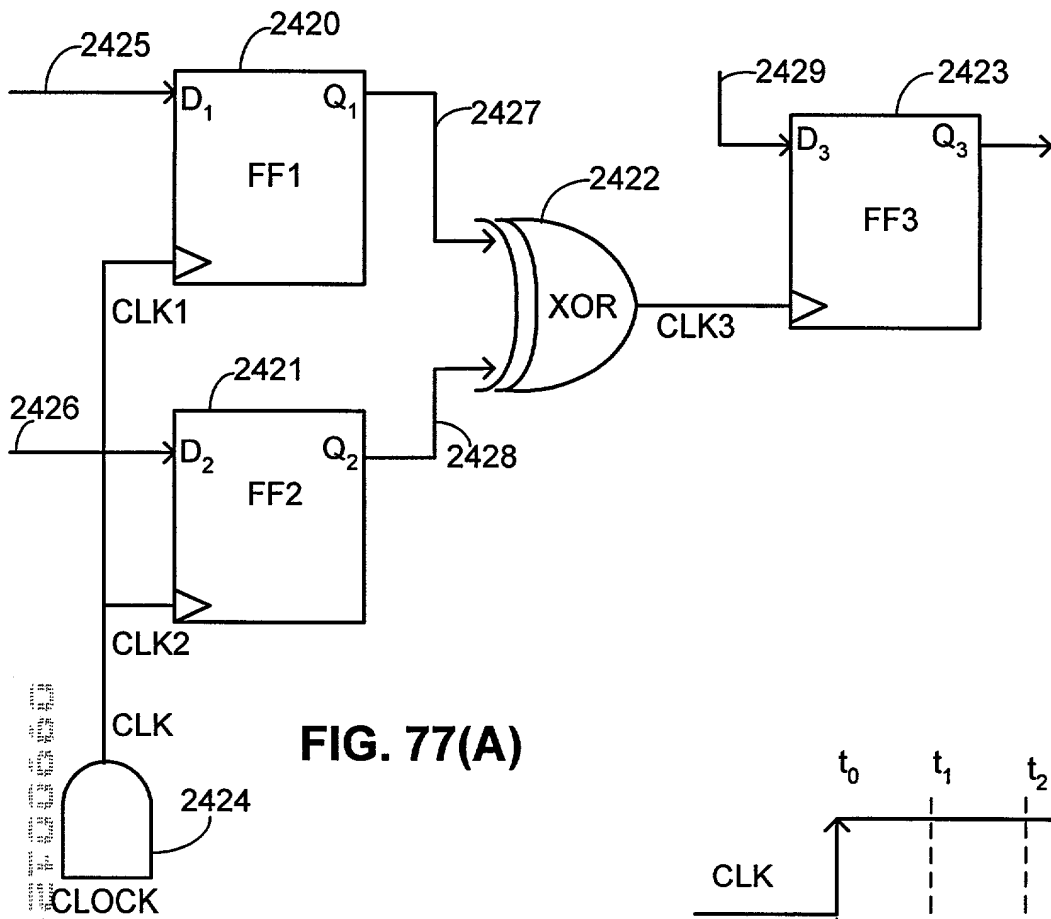 2425
2420
D1
Q1
2427
FF1
CLK1
2422
XOR
CLK3
2429
2423
D3
Q3
FF3
2426
2421
D2
Q2
2428
FF2
CLK2
CLK
FIG. 77(A)
2424
CLOCK
t0
t1
t2
CLK